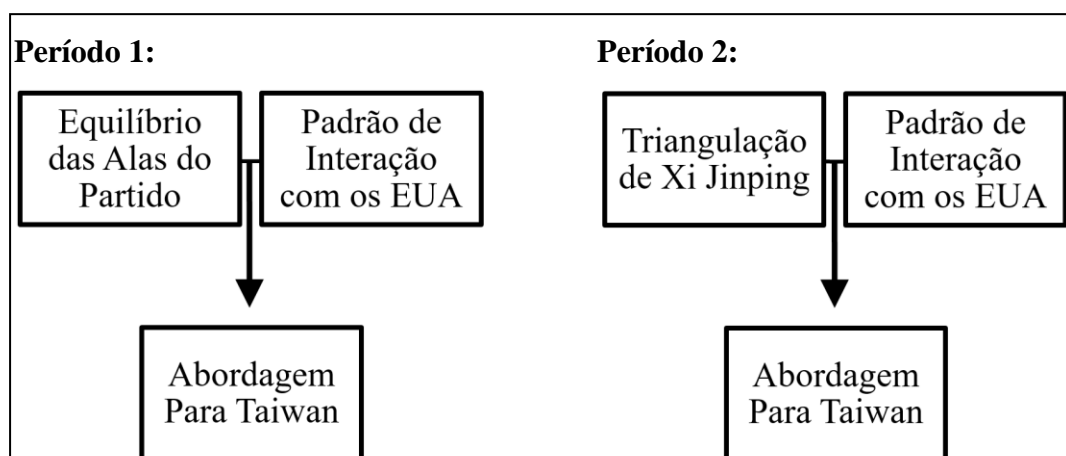 Período 1:
Equilíbrio
das Alas do
Partido
Padrão de
Interação
com os EUA
Abordagem
Para Taiwan
Período 2:
Triangulação
de Xi Jinping
Padrão de
Interação
com os EUA
Abordagem
Para Taiwan